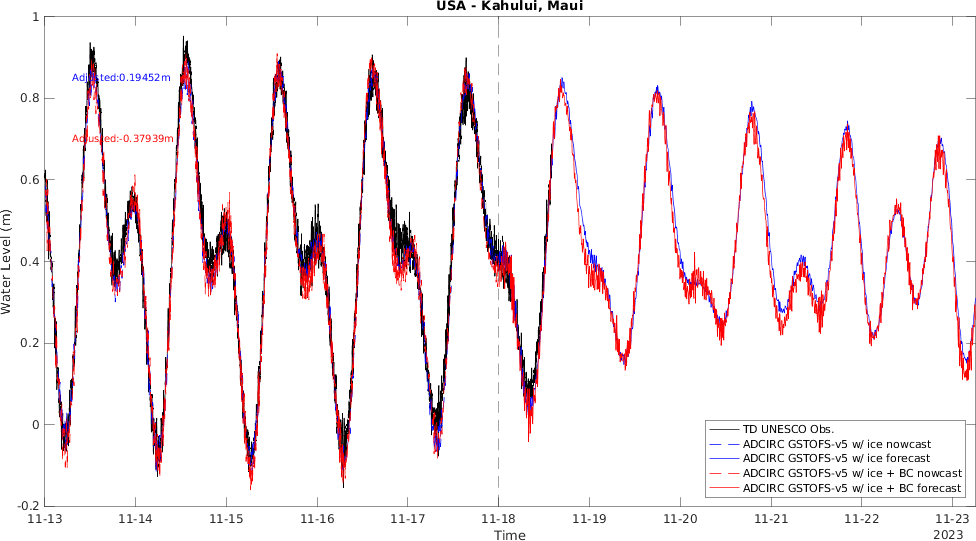 USA - Kahului, Maui
1
0.8
0.6
0.4
0.2
0
-0.2
Water Level (m)
Adjusted:0.19452m
Adjusted:-0.37939m
TD UNESCO Obs.
ADCIRC GSTOFS-v5 w/ ice nowcast
ADCIRC GSTOFS-v5 w/ ice forecast
ADCIRC GSTOFS-v5 w/ ice + BC nowcast
ADCIRC GSTOFS-v5 w/ ice + BC forecast
11-13 11-14 11-15 11-16 11-17 11-18 11-19 11-20 11-21 11-22 11-23
Time
2023